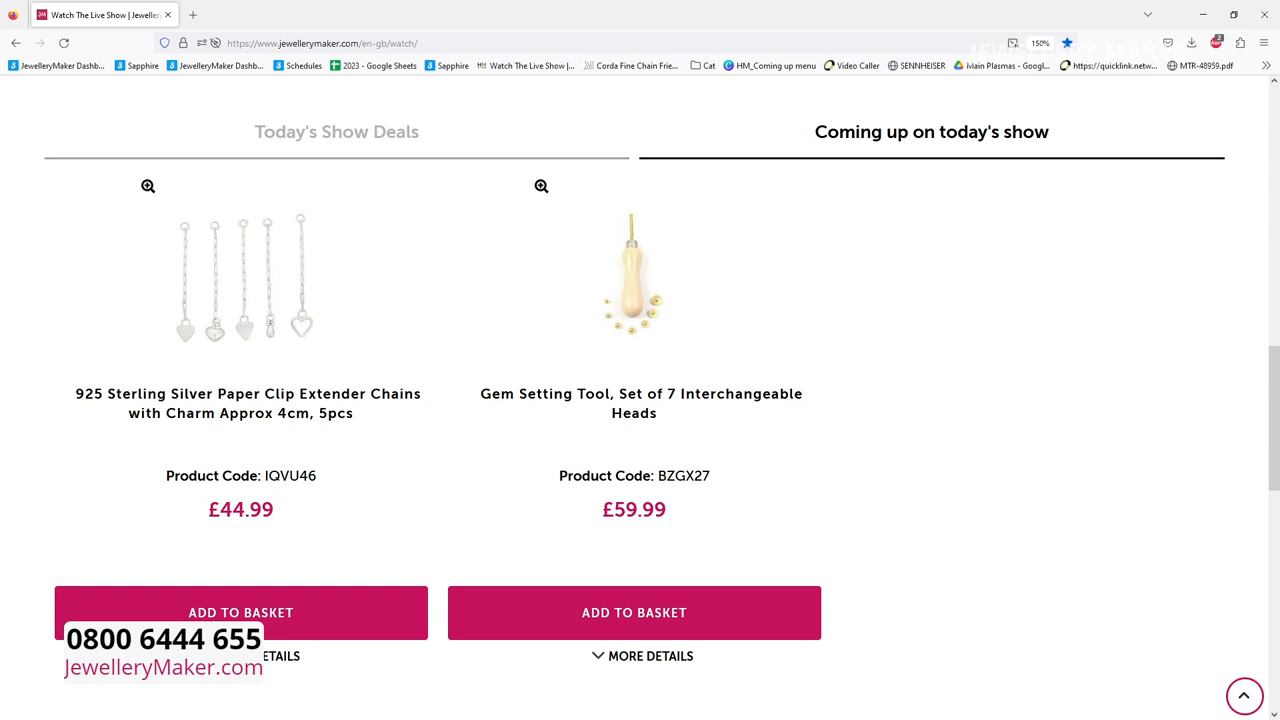 Watch The Live Show | Jeweller
https://www.jewellerymaker.com/en-gb/watch/
150%
2
JewelleryMaker Dashb...
Sapphire
JewelleryMaker Dashb...
Schedules
2023 - Google Sheets
Sapphire
Watch The Live Show |...
Corda Fine Chain Frie...
Cat
HM_Coming up menu
Video Caller
SENNHEISER
Main Plasmas - Googl...
https://quicklink.netw...
MTR-48959.pdf
Today's Show Deals
Coming up on today's show
925 Sterling Silver Paper Clip Extender Chains
with Charm Approx 4cm, 5pcs
Product Code: IQVU46
£44.99
ADD TO BASKET
Gem Setting Tool, Set of 7 Interchangeable
Heads
Product Code: BZGX27
£59.99
ADD TO BASKET
MORE DETAILS
0800 6444 655
JewelleryMaker.com
ETAILS